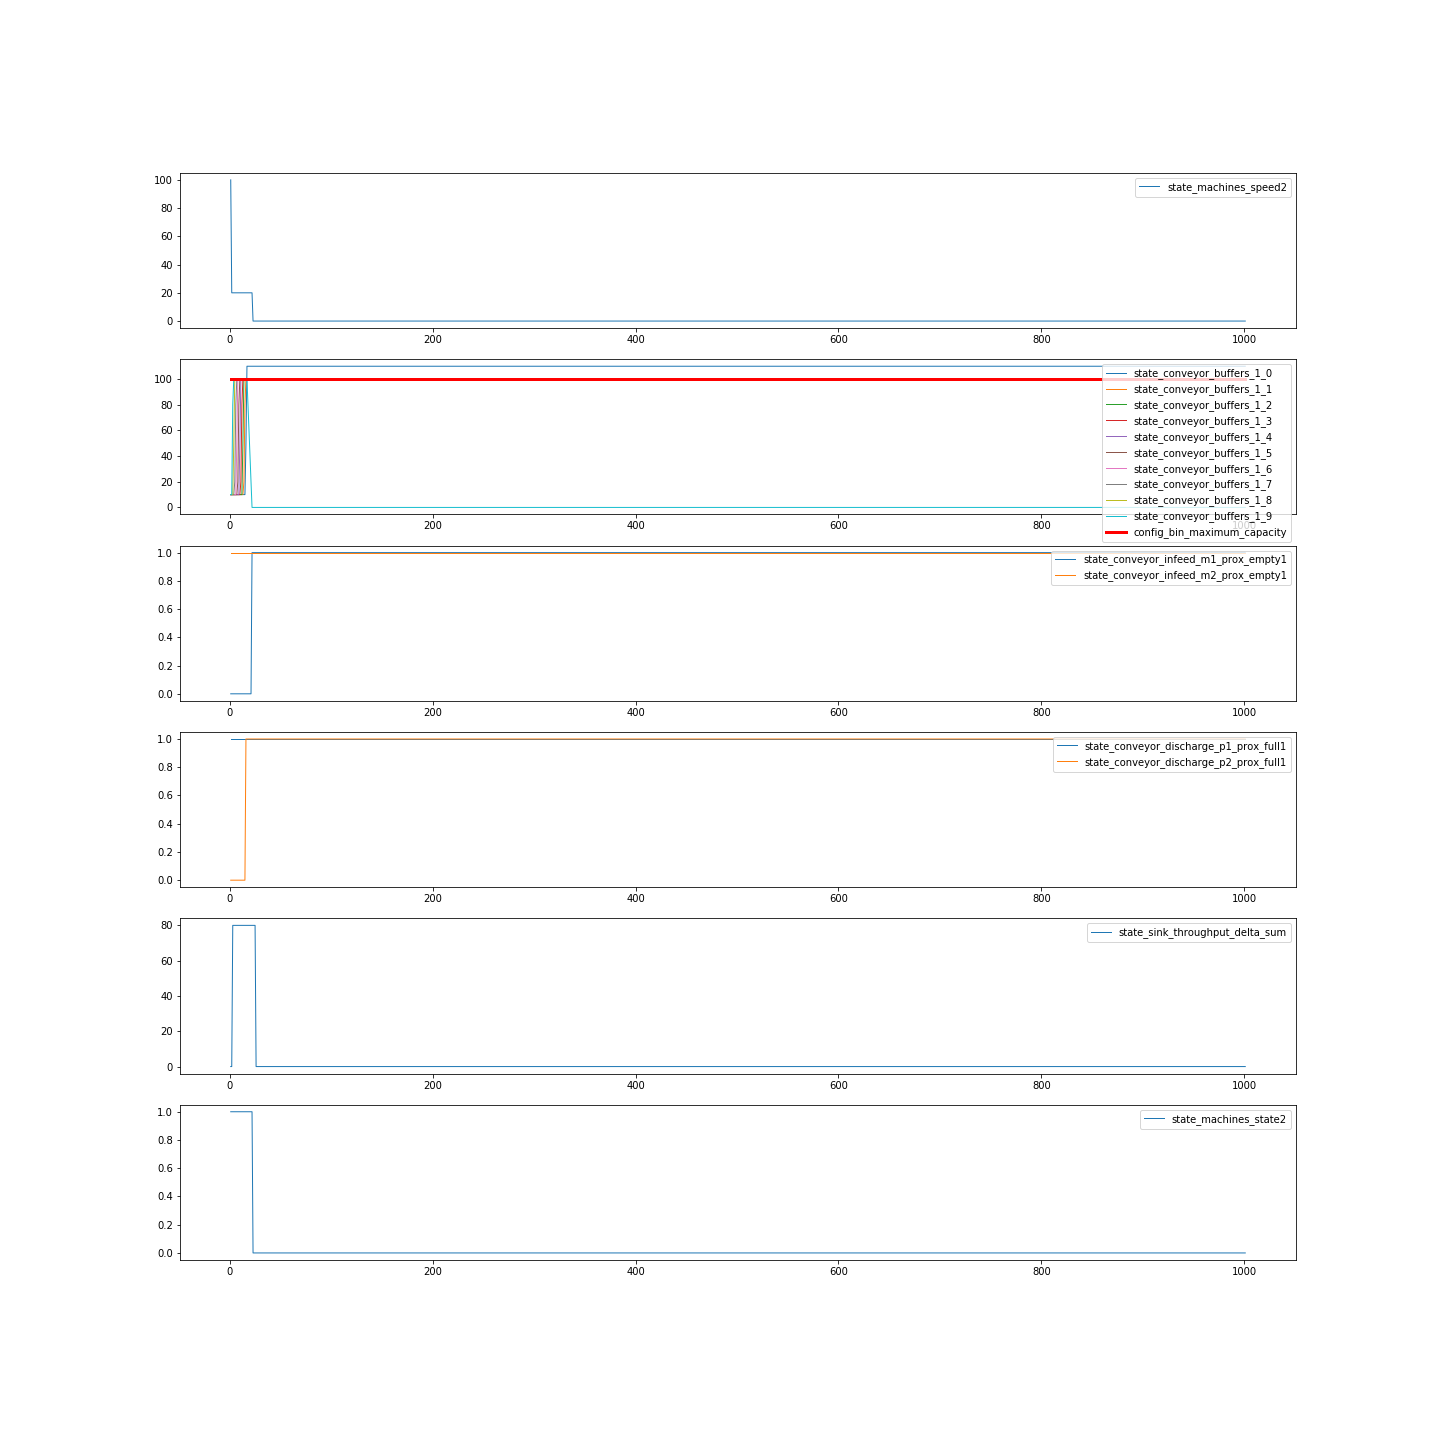 100
80
60
40
20
0
state_machines_speed2
0 200 400 600 800 1000
100
80
60
40
20
0
state_conveyor_buffers_1_0
state_conveyor_buffers_1_1
state_conveyor_buffers_1_2
state_conveyor_buffers_1_3
state_conveyor_buffers_1_4
state_conveyor_buffers_1_5
state_conveyor_buffers_1_6
state_conveyor_buffers_1_7
state_conveyor_buffers_1_8
state_conveyor_buffers_1_9
config_bin_maximum_capacity
0 200 400 600 800 1000
1.0
0.8
0.6
0.4
0.2
0.0
state_conveyor_infeed_m1_prox_empty1
state_conveyor_infeed_m2_prox_empty1
0 200 400 600 800 1000
1.0
0.8
0.6
0.4
0.2
0.0
state_conveyor_discharge_p1_prox_full1
state_conveyor_discharge_p2_prox_full1
0 200 400 600 800 1000
80
60
40
20
0
state_sink_throughput_delta_sum
0 200 400 600 800 1000
1.0
0.8
0.6
0.4
0.2
0.0
state_machines_state2
0 200 400 600 800 1000